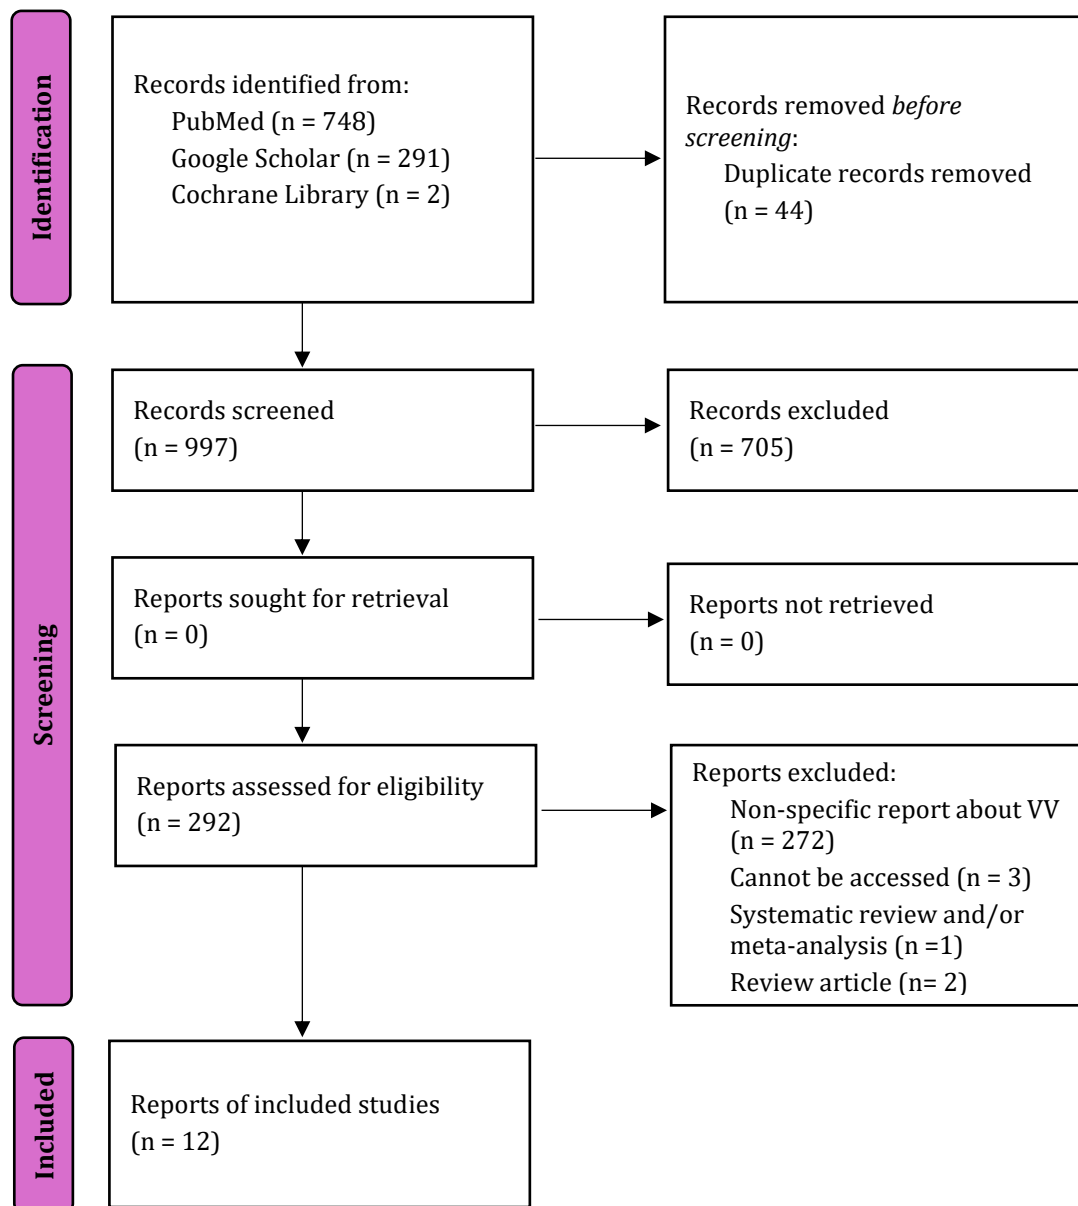 Identification
Records identified from:
PubMed (n = 748)
Google Scholar (n = 291)
Cochrane Library (n = 2)
Records removed before
screening:
Duplicate records removed
(n = 44)
Screening
Records screened
(n = 997)
Records excluded
(n = 705)
Reports sought for retrieval
(n = 0)
Reports not retrieved
(n = 0)
Reports assessed for eligibility
(n = 292)
Reports excluded:
Non-specific report about VV
(n = 272)
Cannot be accessed (n = 3)
Systematic review and/or
meta-analysis (n =1)
Review article (n= 2)
Included
Reports of included studies
(n = 12)